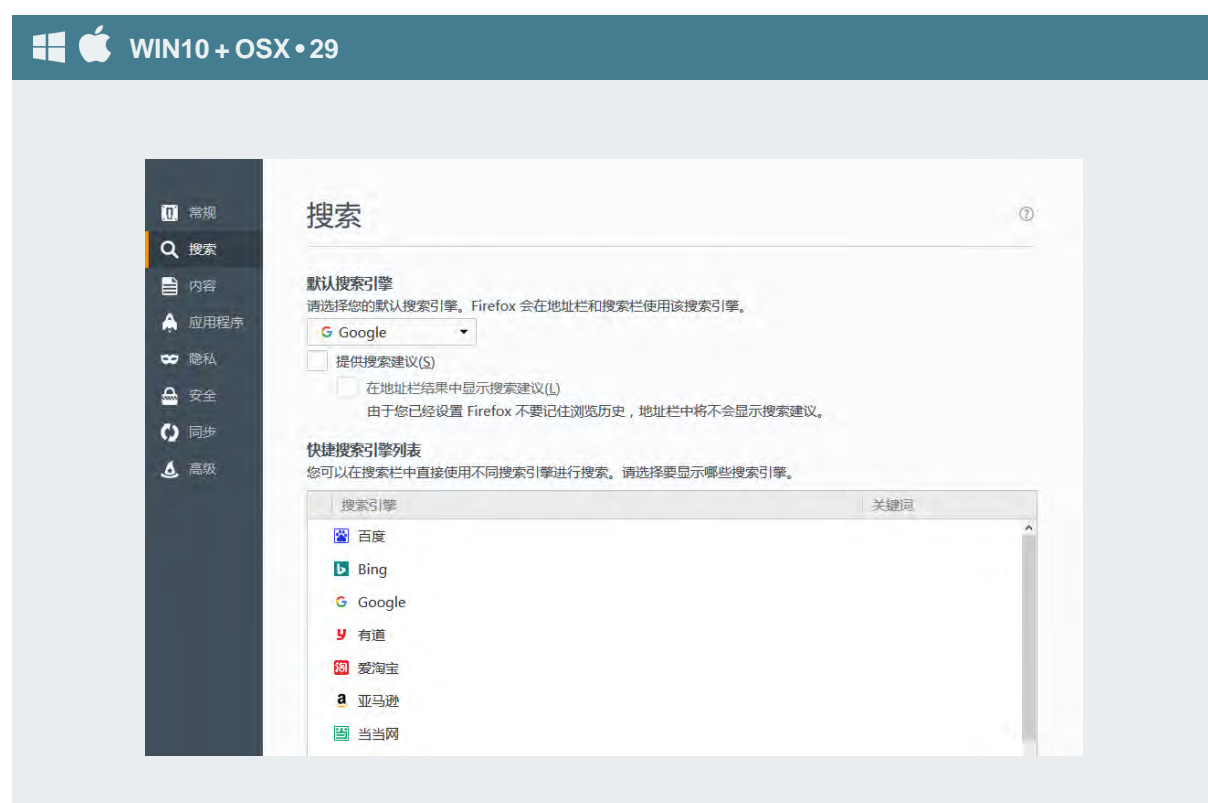 WIN10 + OSX • 29
常规
搜索
内容
应用程序
隐私
安全
同步
高级
搜索
默认搜索引擎
请选择您的默认搜索引擎。Firefox 会在地址栏和搜索栏使用该搜索引擎。
Google
提供搜索建议(S)
在地址栏结果中显示搜索建议(L)
由于您已经设置 Firefox 不要记住浏览历史，地址栏中将不会显示搜索建议。
快捷搜索引擎列表
您可以在搜索栏中直接使用不同搜索引擎进行搜索。请选择要显示哪些搜索引擎。
搜索引擎 关键词
百度
Bing
Google
有道
爱淘宝
亚马逊
当当网